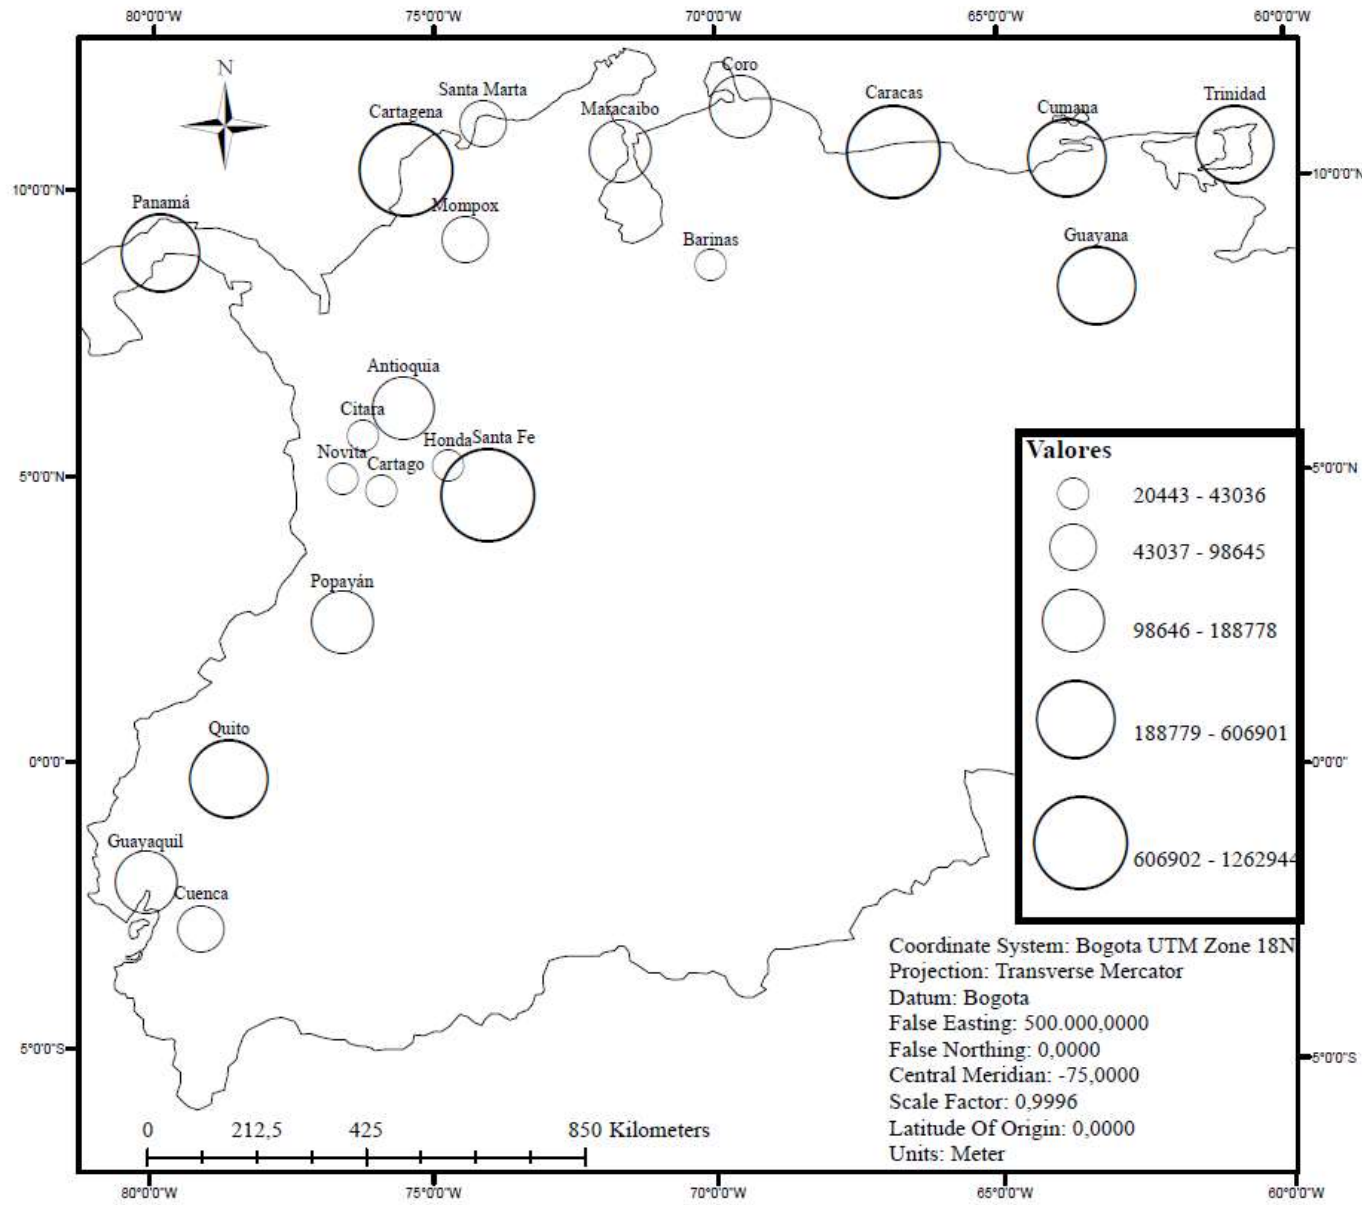 80°0'0"W
75°0'0"W
70°0'0"W
65°0'0"W
60°0'0"W
N
Coro
Santa Marta
Caracas
Trinidad
Cartagena
Maracaibo
Cumana
10°0'0"N
10°0'0"N
Panamá
Mompox
Barinas
Guayana
Antioquia
Citara
Honda
Santa Fe
Novita
Cartago
5°0'0"N
5°0'0"N
Valores
20443 - 43036
43037 - 98645
98646 - 188778
188779 - 606901
606902 - 1262944
Popayán
Quito
0°0'0"
0°0'0"
Guayaquil
Cuenca
Coordinate System: Bogota UTM Zone 18N
Projection: Transverse Mercator
Datum: Bogota
False Easting: 500.000,0000
False Northing: 0,0000
Central Meridian: -75,0000
Scale Factor: 0,9996
Latitude Of Origin: 0,0000
Units: Meter
5°0'0"S
5°0'0"S
0 212,5 425 850 Kilometers
80°0'0"W
75°0'0"W
70°0'0"W
65°0'0"W
60°0'0"W